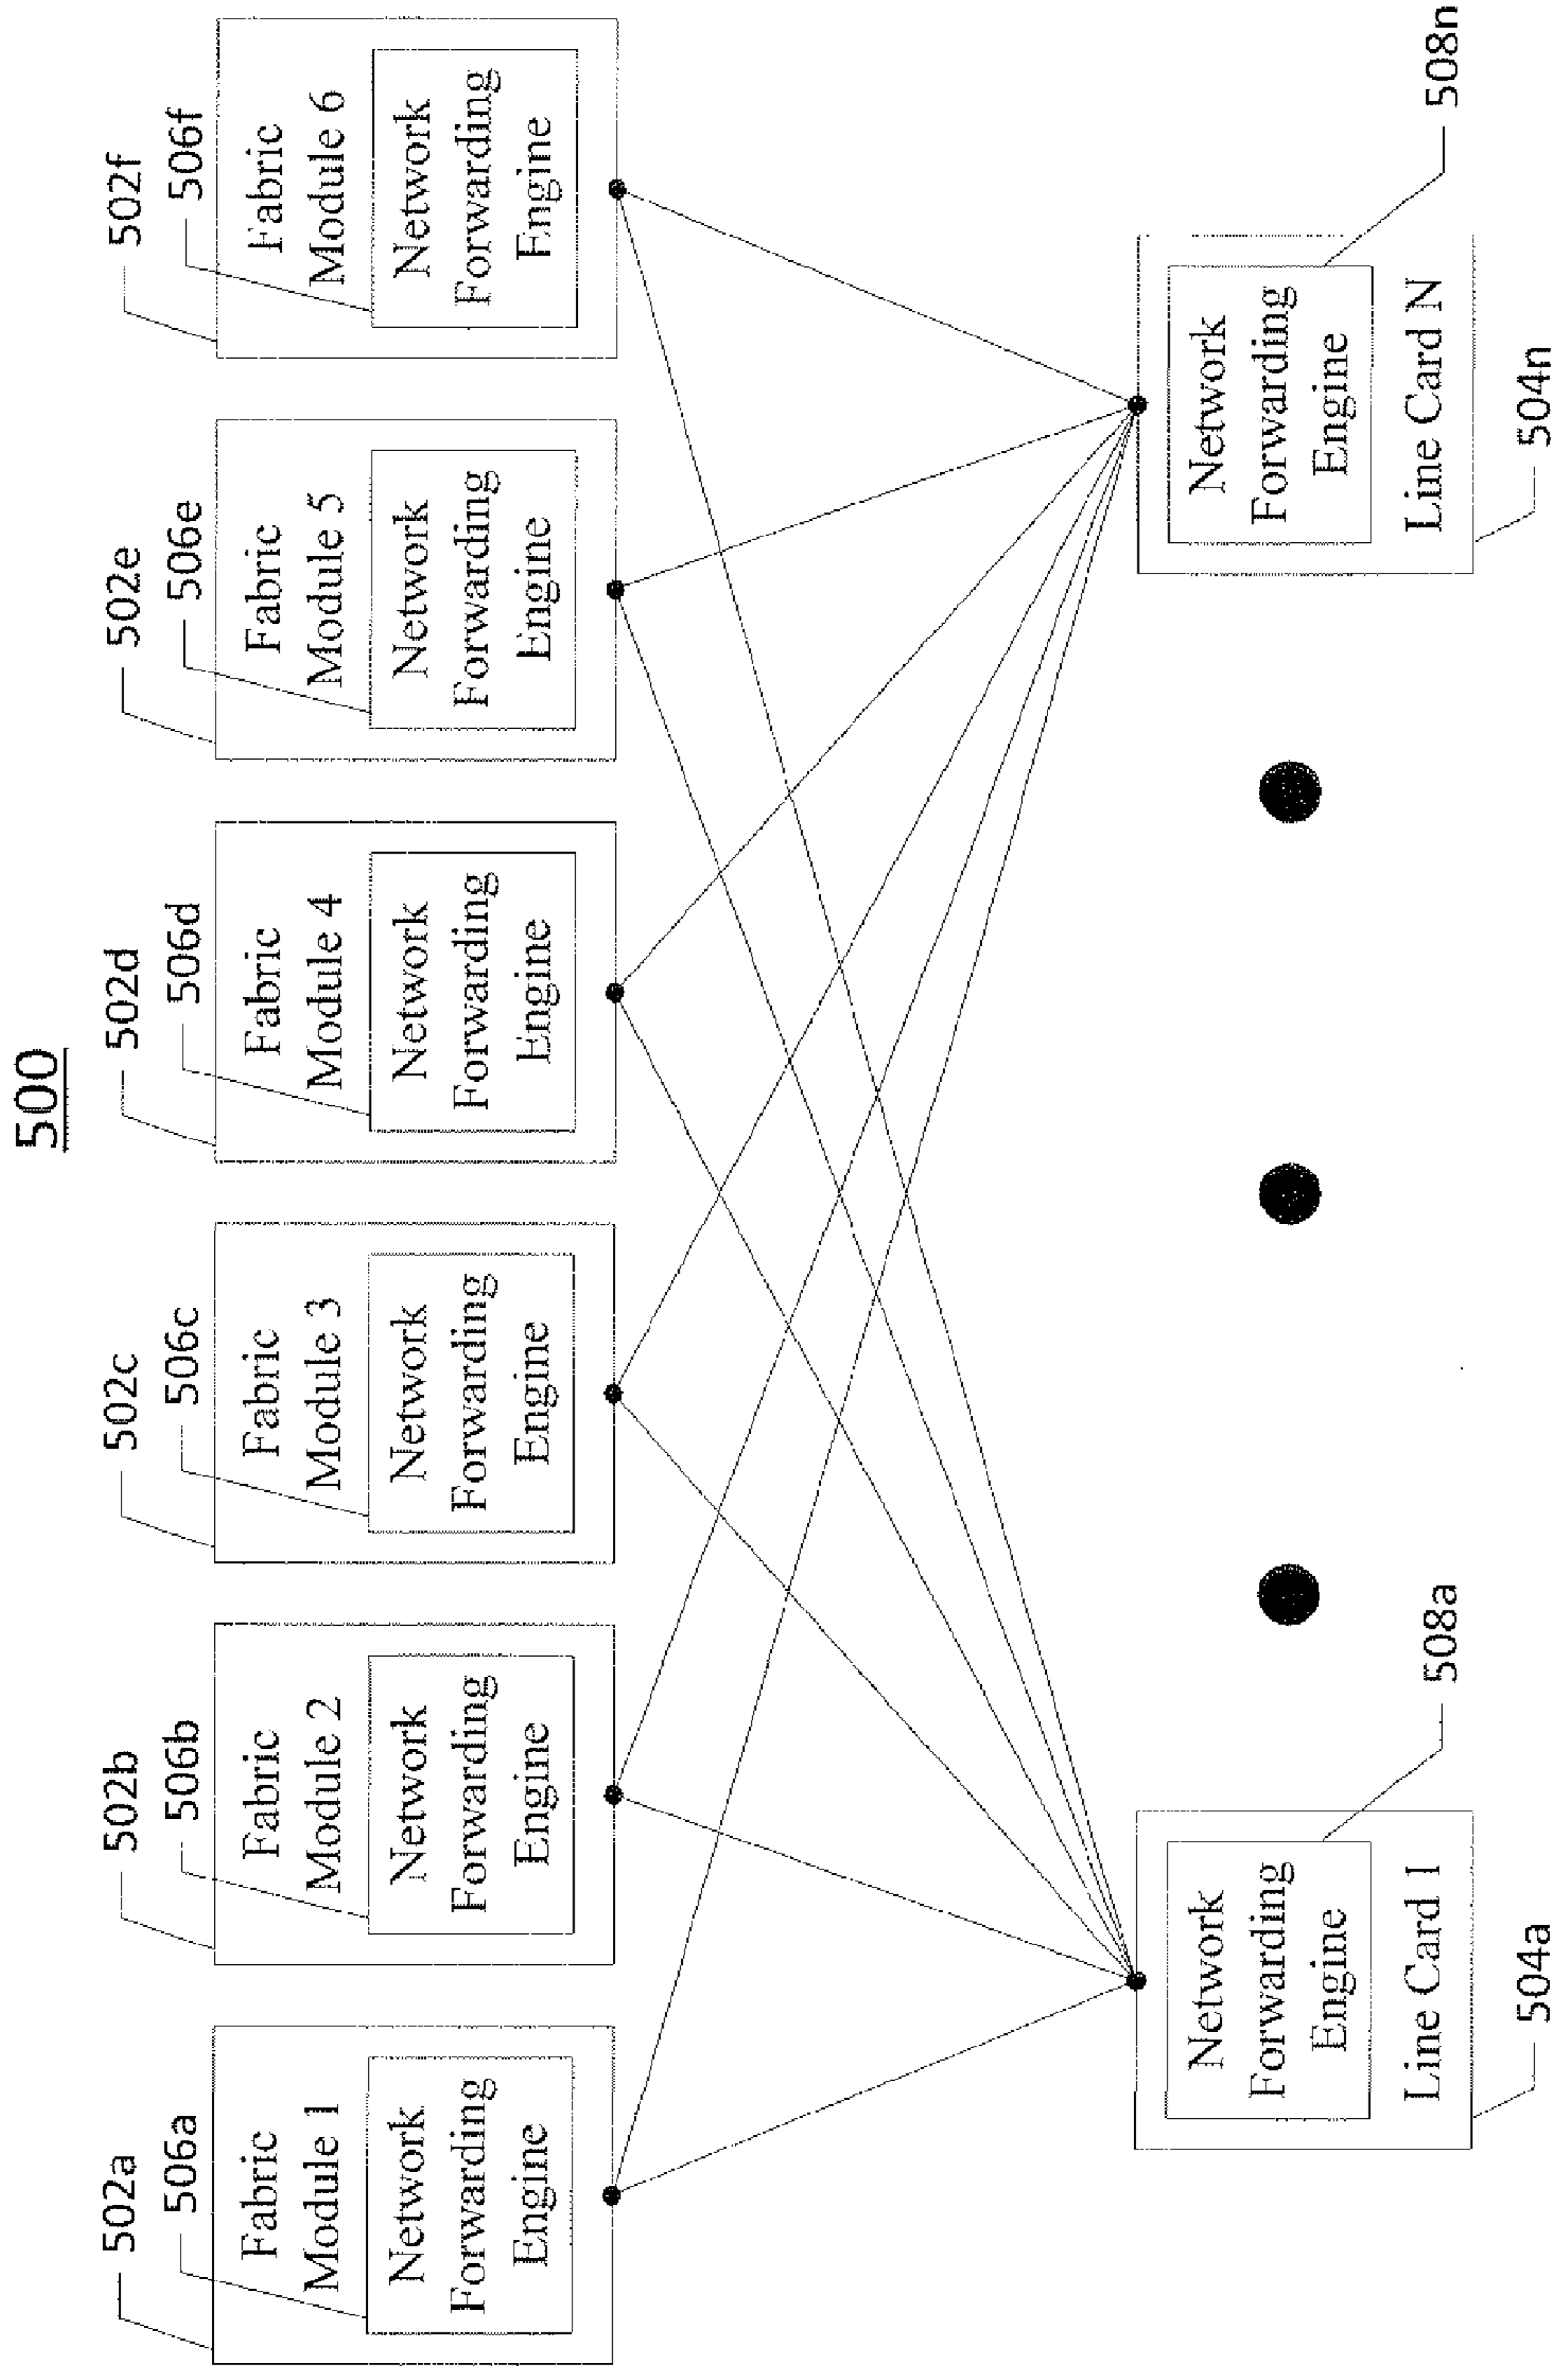 500
502a
506a
Fabric
Module 1
Network
Forwarding
Engine
502b
506b
Fabric
Module 2
Network
Forwarding
Engine
502c
506c
Fabric
Module 3
Network
Forwarding
Engine
502d
506d
Fabric
Module 4
Network
Forwarding
Engine
502e
506e
Fabric
Module 5
Network
Forwarding
Engine
502f
506f
Fabric
Module 6
Network
Forwarding
Engine
Network
Forwarding
Engine
Line Card 1
508a
504a
Network
Forwarding
Engine
Line Card N
508n
504n